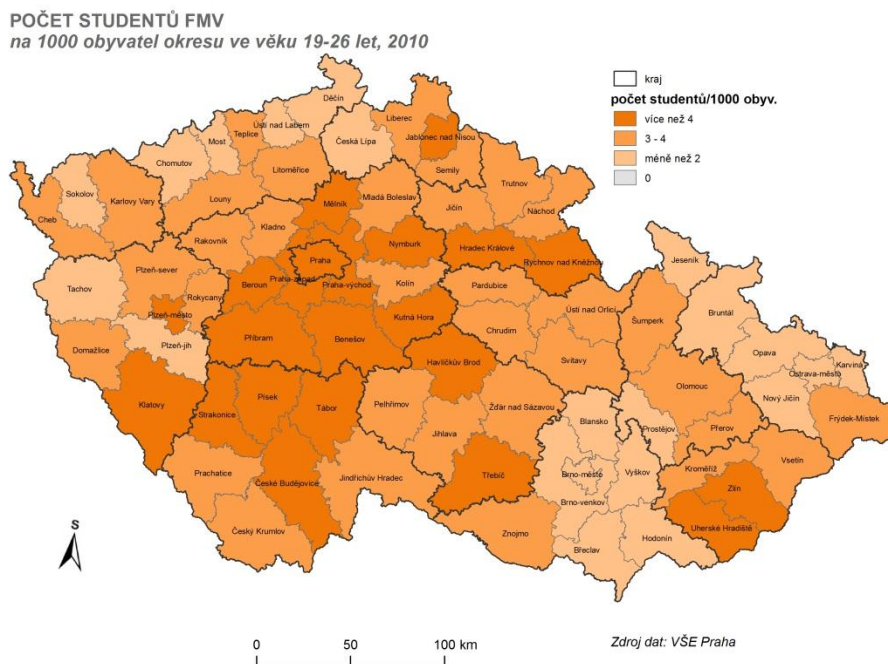 POČET STUDENTŮ FMV
na 1000 obyvatel okresu ve věku 19-26 let, 2010
kraj
počet studentů/1000 obyv.
více než 4
3 - 4
méně než 2
0
Děčín
Liberec
Ústí nad Labem
Teplice
Jablonec nad Nisou
Most
Česká Lípa
Chomutov
Semily
Litoměřice
Trutnov
Sokolov
Karlovy Vary
Louny
Mělník
Mladá Boleslav
Jičín
Náchod
Cheb
Kladno
Rakovník
Nymburk
Hradec Králové
Rychnov nad Kněžnou
Praha
Jeseník
Plzeň-sever
Beroun
Praha-západ
Praha-východ
Kolín
Pardubice
Tachov
Rokycany
Ústí nad Orlicí
Šumperk
Bruntál
Plzeň-město
Kutná Hora
Chrudim
Příbram
Benešov
Plzeň-jih
Domažlice
Svitavy
Opava
Karviná
Havlíčkův Brod
Ostrava-město
Olomouc
Nový Jičín
Klatovy
Strakonice
Písek
Tábor
Pelhřimov
Žďár nad Sázavou
Frýdek-Místek
Blansko
Prostějov
Přerov
Jihlava
Vsetín
Kroměříž
Prachatice
Jindřichův Hradec
Třebíč
Brno-město
Vyškov
České Budějovice
Zlín
Brno-venkov
Uherské Hradiště
Český Krumlov
Znojmo
Hodonín
Břeclav
S
0 50 100 km
Zdroj dat: VŠE Praha